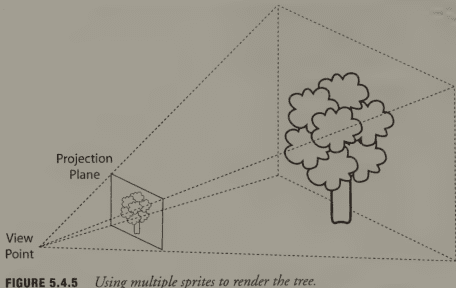 Projection
Plane
View
Point
FIGURE 5.4.5 Using multiple sprites to render the tree.